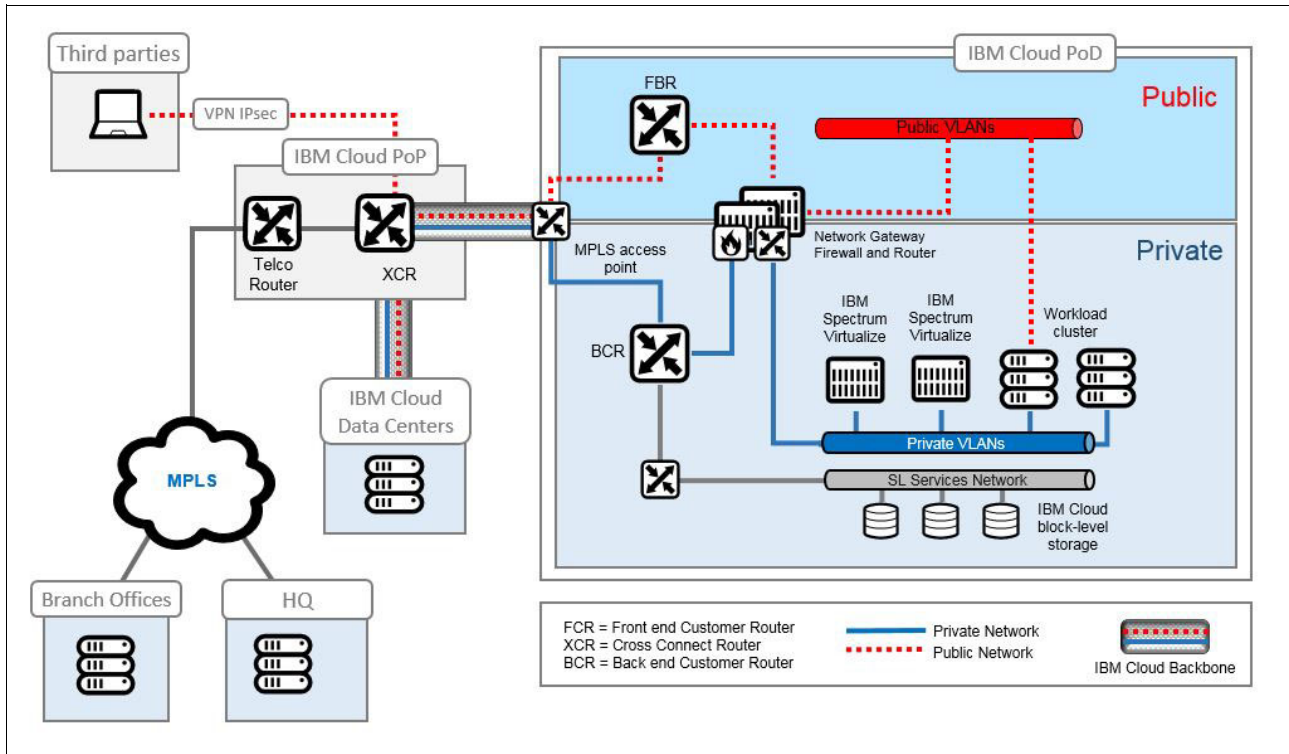 Third parties
VPN IPsec
IBM Cloud PoP
Telco
Router
XCR
IBM Cloud
Data Centers
MPLS
Branch Offices
HQ
IBM Cloud PoD
Public
FBR
Public VLANs
Network Gateway
Firewall and Router
Private
MPLS access
point
BCR
IBM
Spectrum
Virtualize
IBM
Spectrum
Virtualize
Workload
cluster
Private VLANs
SL Services Network
IBM Cloud
block-level
storage
FCR = Front end Customer Router
XCR = Cross Connect Router
BCR = Back end Customer Router
Private Network
Public Network
IBM Cloud Backbone